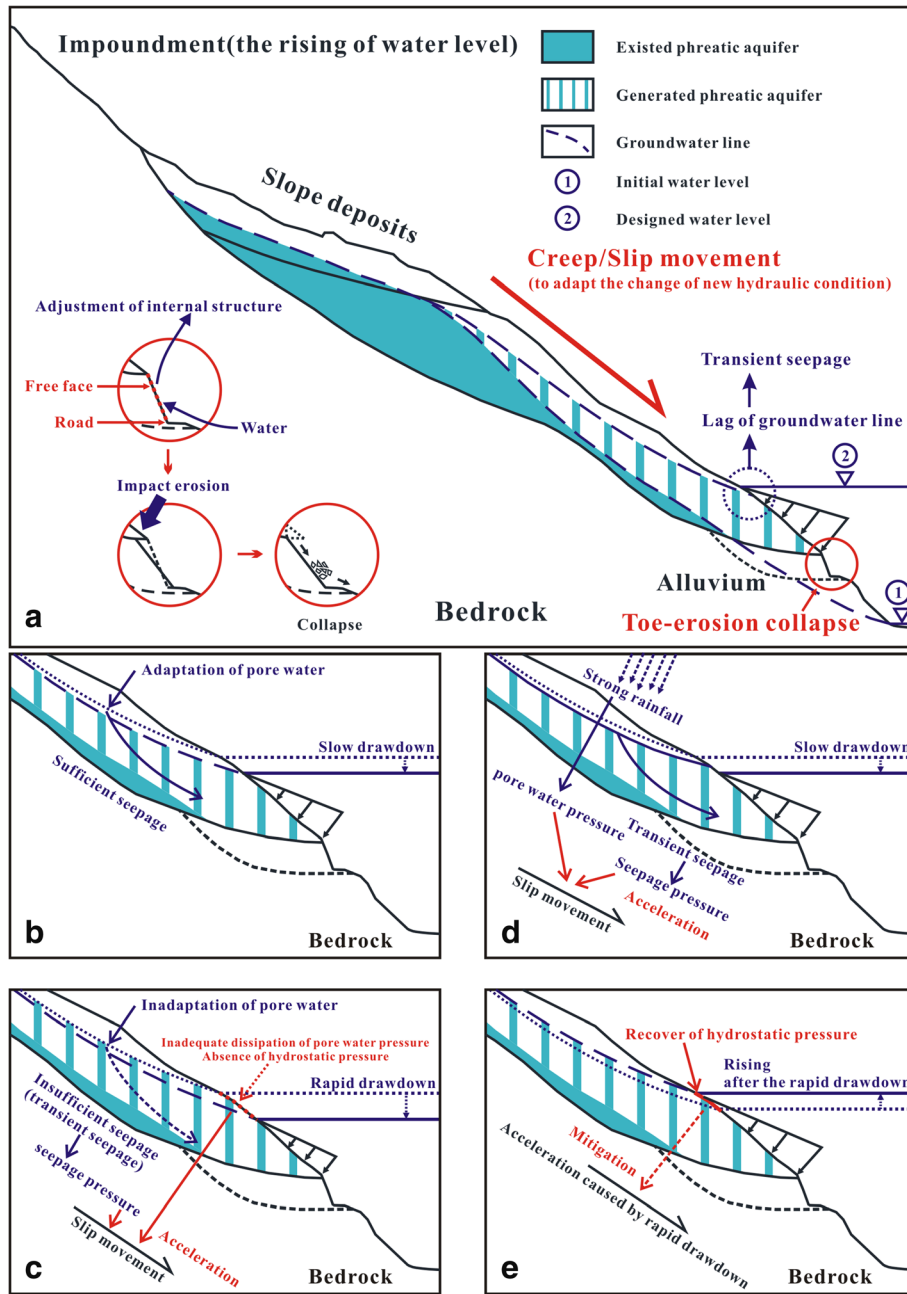 Impoundment(the rising of water level)
Existed phreatic aquifer
Generated phreatic aquifer
Groundwater line
1 Initial water level
2 Designed water level
Slope deposits
Creep/Slip movement
(to adapt the change of new hydraulic condition)
Adjustment of internal structure
Free face
Road
Water
Impact erosion
Collapse
Transient seepage
Lag of groundwater line
2
1
Alluvium
Bedrock
Toe-erosion collapse
a
Adaptation of pore water
Slow drawdown
Sufficient seepage
Bedrock
b
Strong rainfall
Slow drawdown
pore water pressure
Transient seepage
Seepage pressure
Slip movement
Acceleration
Bedrock
d
Inadaptation of pore water
Inadequate dissipation of pore water pressure
Absence of hydrostatic pressure
Rapid drawdown
Insufficient seepage
(transient seepage)
seepage pressure
Slip movement
Acceleration
Bedrock
c
Recover of hydrostatic pressure
Rising
after the rapid drawdown
Mitigation
Acceleration caused by rapid drawdown
Bedrock
e